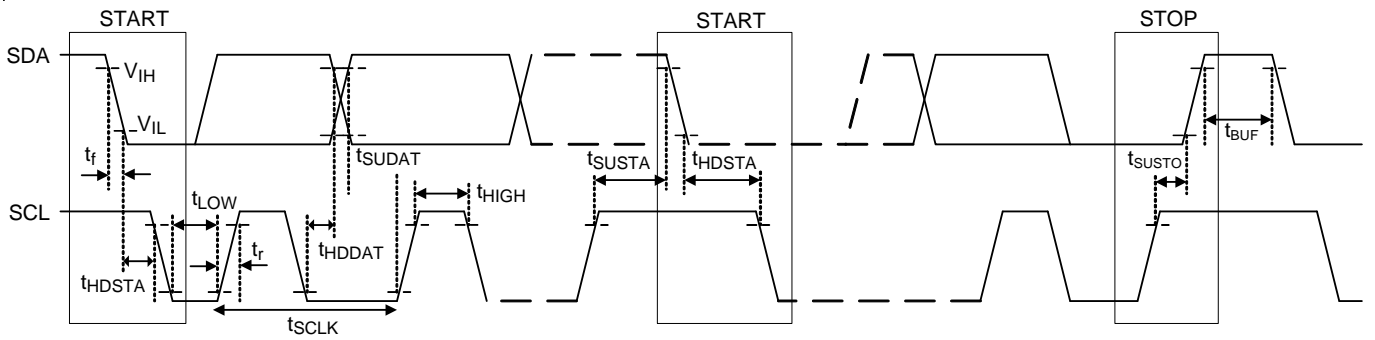 START START STOP
SDA
VIH
VIL
tf
tSUDAT
tSUSTA
tHDSTA
tBUF
tSUSTO
tLOW
tHIGH
SCL
tr
tHDDAT
tHDSTA
tSCLK